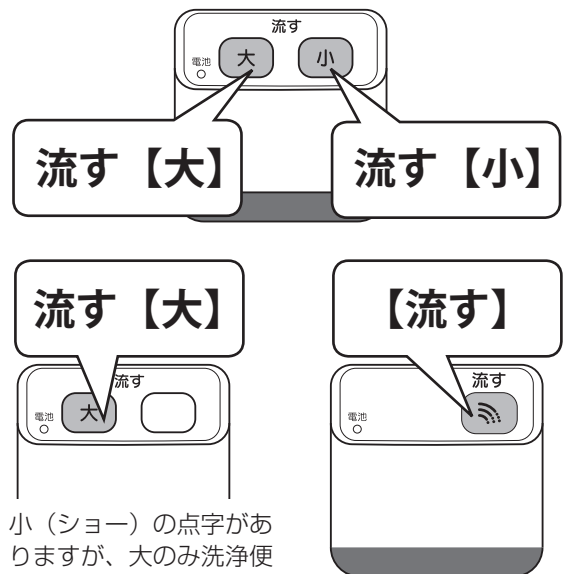 流す
電池 大 小
流す【大】 流す【小】
流す【大】 【流す】
流す 流す
電池 大 電池
小（ショー）の点字があ
りますが、大のみ洗浄便